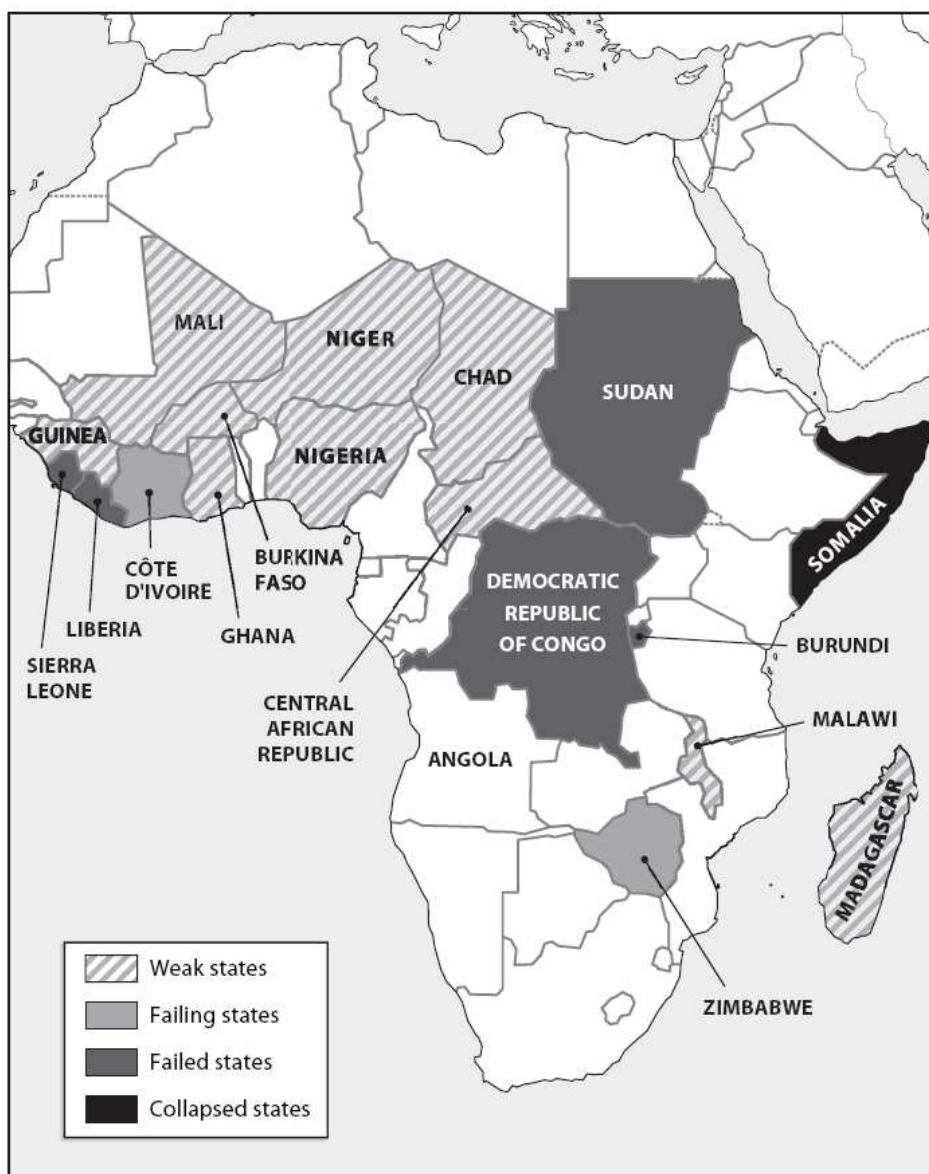 MALI
NIGER
CHAD
SUDAN
GUINEA
NIGERIA
SOMALIA
CÔTE
D'IVOIRE
BURKINA
FASO
DEMOCRATIC
REPUBLIC
OF CONGO
LIBERIA
GHANA
BURUNDI
SIERRA
LEONE
CENTRAL
AFRICAN
REPUBLIC
MALAWI
ANGOLA
MADAGASCAR
ZIMBABWE
Weak states
Failing states
Failed states
Collapsed states